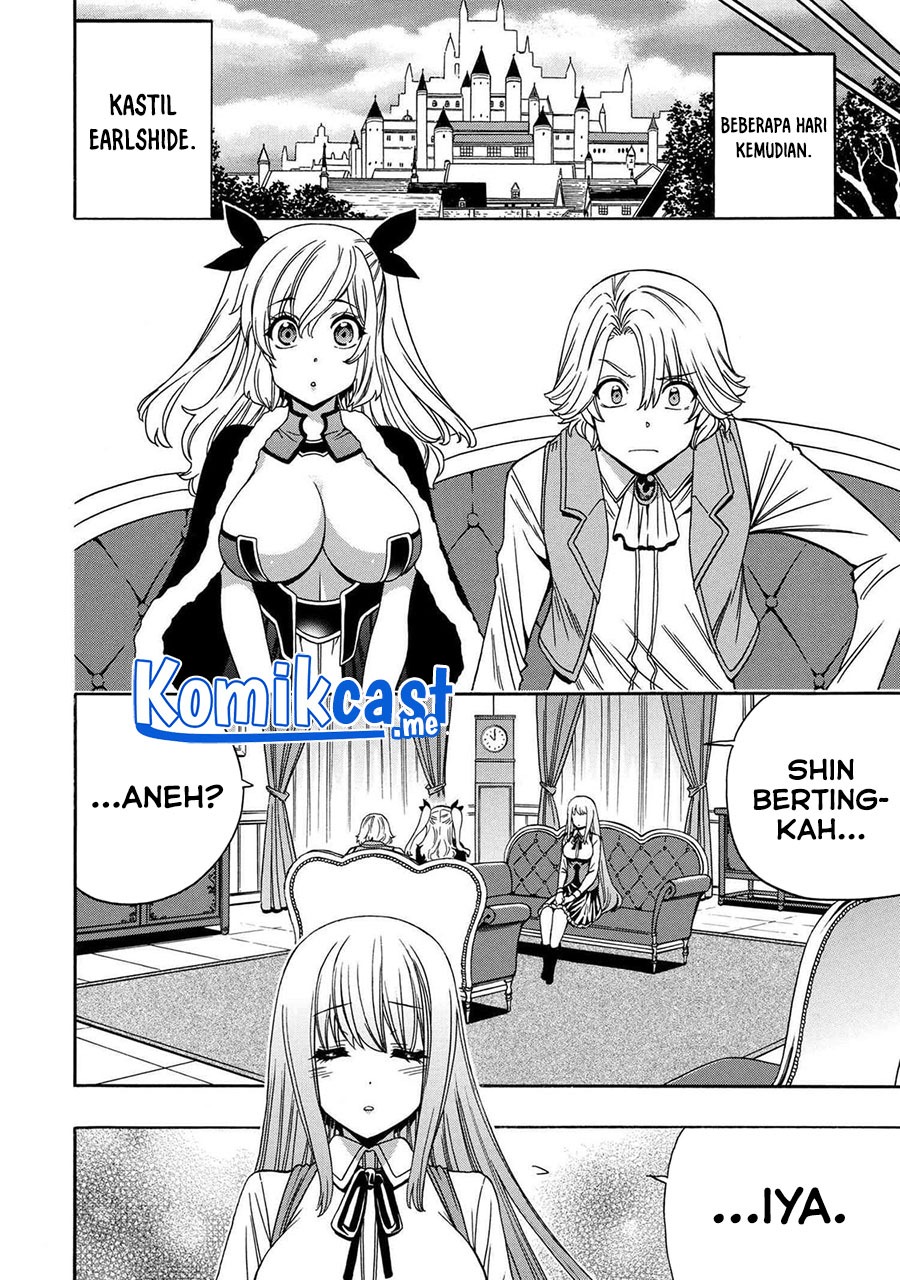 BEBERAPA HARI
KEMUDIAN.
KASTIL
EARLSHIDE.
Komikcast
.me
SHIN
BERTING-
KAH...
...ANEH?
...IYA.